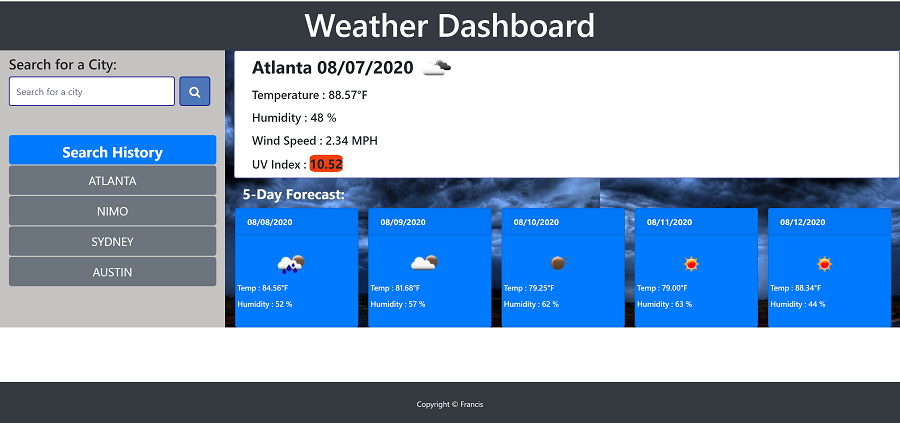 Weather Dashboard
Search for a City:
Search for a city
Search History
ATLANTA
NIMO
SYDNEY
AUSTIN
Atlanta 08/07/2020
Temperature : 88.57°F
Humidity : 48 %
Wind Speed : 2.34 MPH
UV Index : 10.52
5-Day Forecast:
08/08/2020
Temp : 84.56°F
Humidity : 52 %
08/09/2020
Temp : 81.68°F
Humidity : 57 %
08/10/2020
Temp : 79.25°F
Humidity : 62 %
08/11/2020
Temp : 79.00°F
Humidity : 63 %
08/12/2020
Temp : 88.34°F
Humidity : 44 %
Copyright © Francis